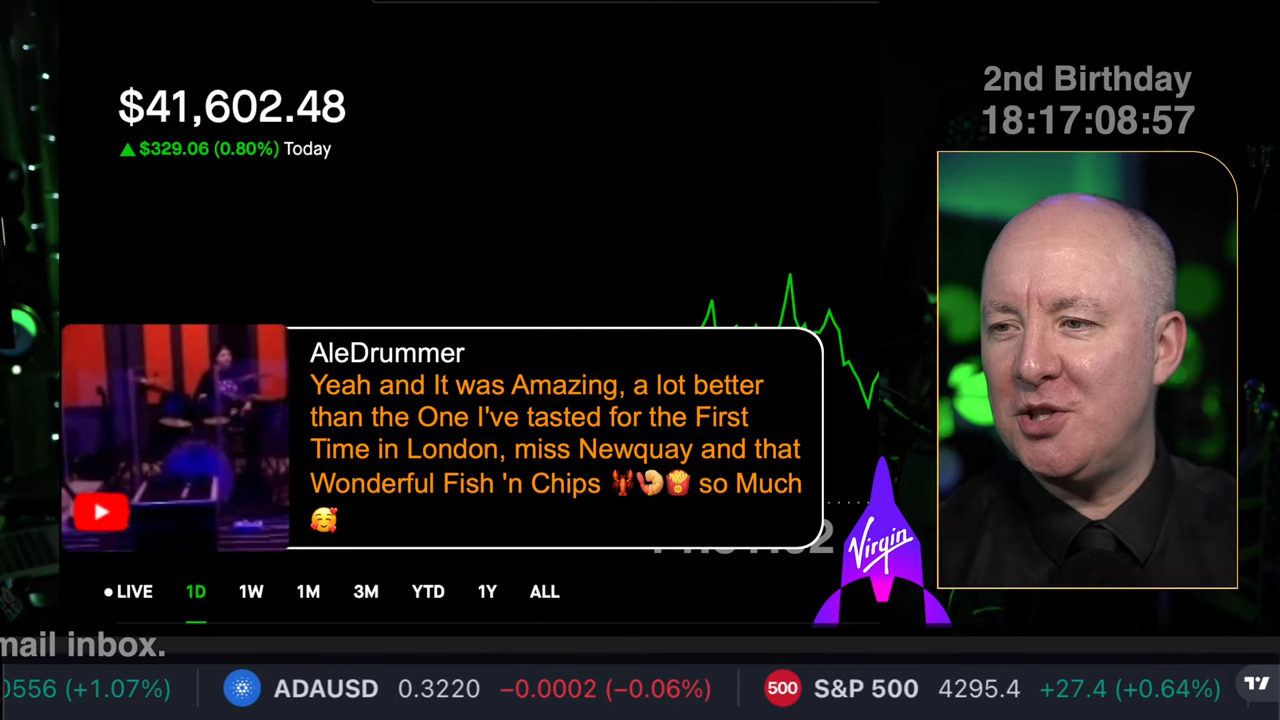 $41,602.48
▲ $329.06 (0.80%) Today
2nd Birthday
18:17:08:57
AleDrummer
Yeah and It was Amazing, a lot better
than the One I've tasted for the First
Time in London, miss Newquay and that
Wonderful Fish 'n Chips 🦞🦐🍟 so Much
🥰
Virgin
LIVE 1D 1W 1M 3M YTD 1Y ALL
mail inbox.
0556 (+1.07%) ADAUSD 0.3220 −0.0002 (−0.06%) 500 S&P 500 4295.4 +27.4 (+0.64%)